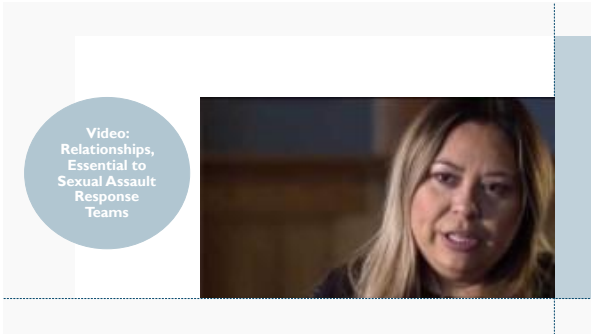 Video:
Relationships,
Essential to
Sexual Assault
Response
Teams